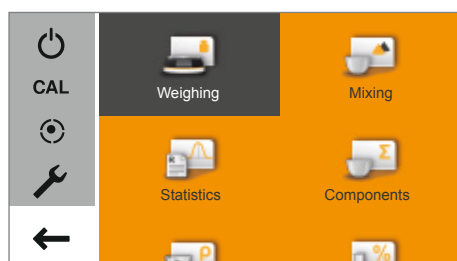 CAL
Weighing
Mixing
Statistics
Σ
Components
ρ
%